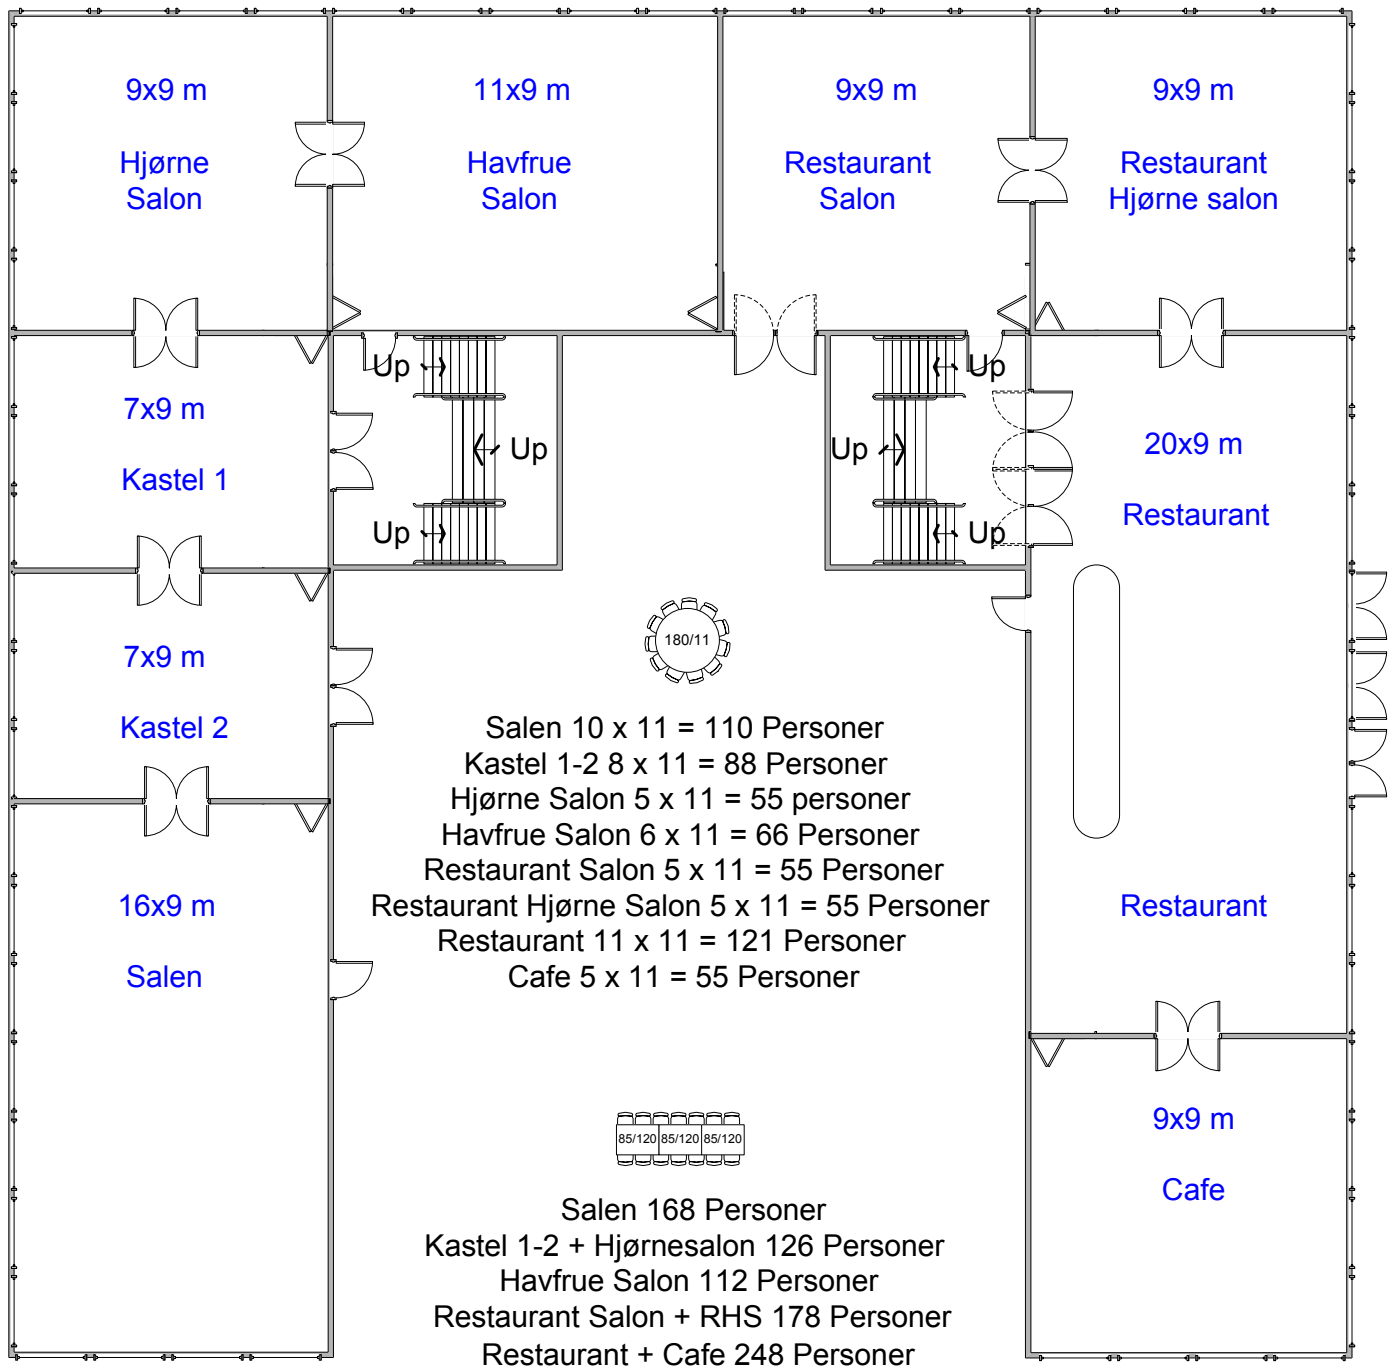 9x9 m
Hjørne
Salon
11x9 m
Havfrue
Salon
9x9 m
Restaurant
Salon
9x9 m
Restaurant
Hjørne salon
7x9 m
Kastel 1
Up
Up
Up
Up
Up
Up
20x9 m
Restaurant
7x9 m
Kastel 2
180/11
Salen 10 x 11 = 110 Personer
Kastel 1-2 8 x 11 = 88 Personer
Hjørne Salon 5 x 11 = 55 personer
Havfrue Salon 6 x 11 = 66 Personer
Restaurant Salon 5 x 11 = 55 Personer
Restaurant Hjørne Salon 5 x 11 = 55 Personer
Restaurant 11 x 11 = 121 Personer
Cafe 5 x 11 = 55 Personer
16x9 m
Salen
Restaurant
9x9 m
Cafe
85/120 85/120 85/120
Salen 168 Personer
Kastel 1-2 + Hjørnesalon 126 Personer
Havfrue Salon 112 Personer
Restaurant Salon + RHS 178 Personer
Restaurant + Cafe 248 Personer